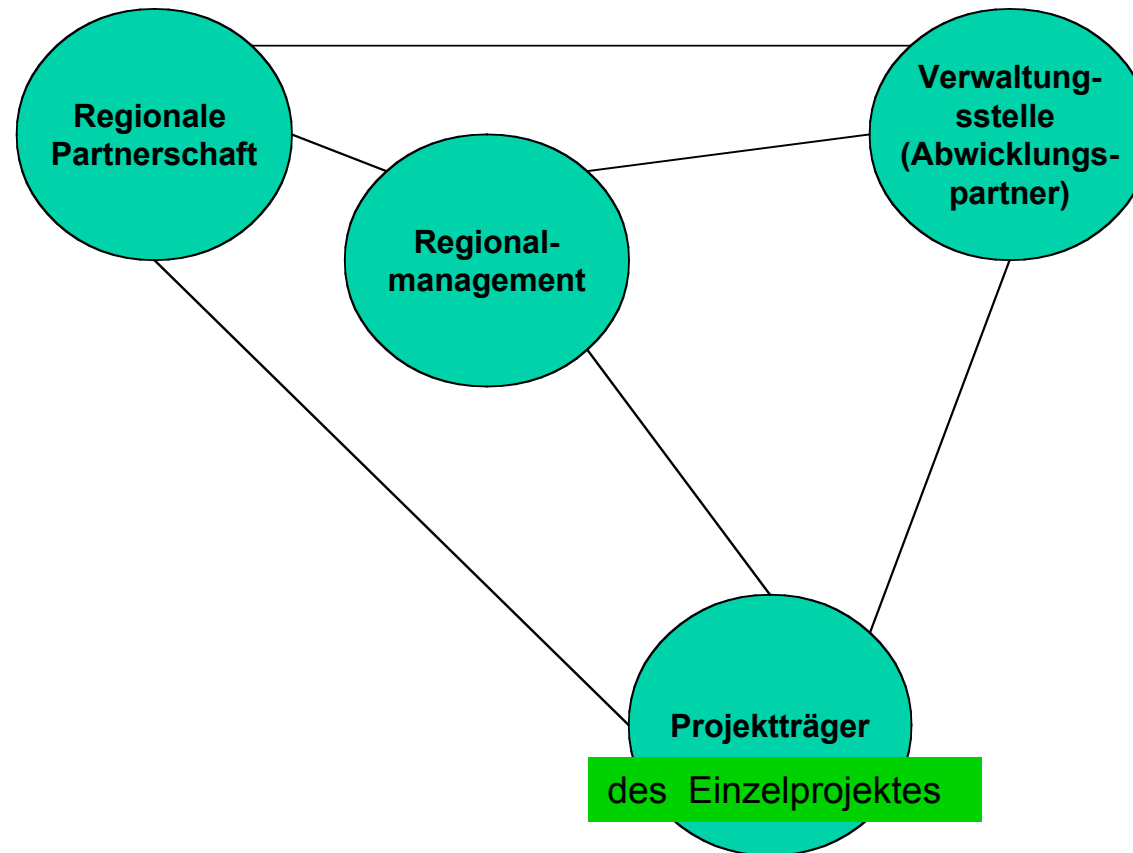 Regionale
Partnerschaft
Verwaltung-
sstelle
(Abwicklungs-
partner)
Regional-
management
Projektträger
des Einzelprojektes